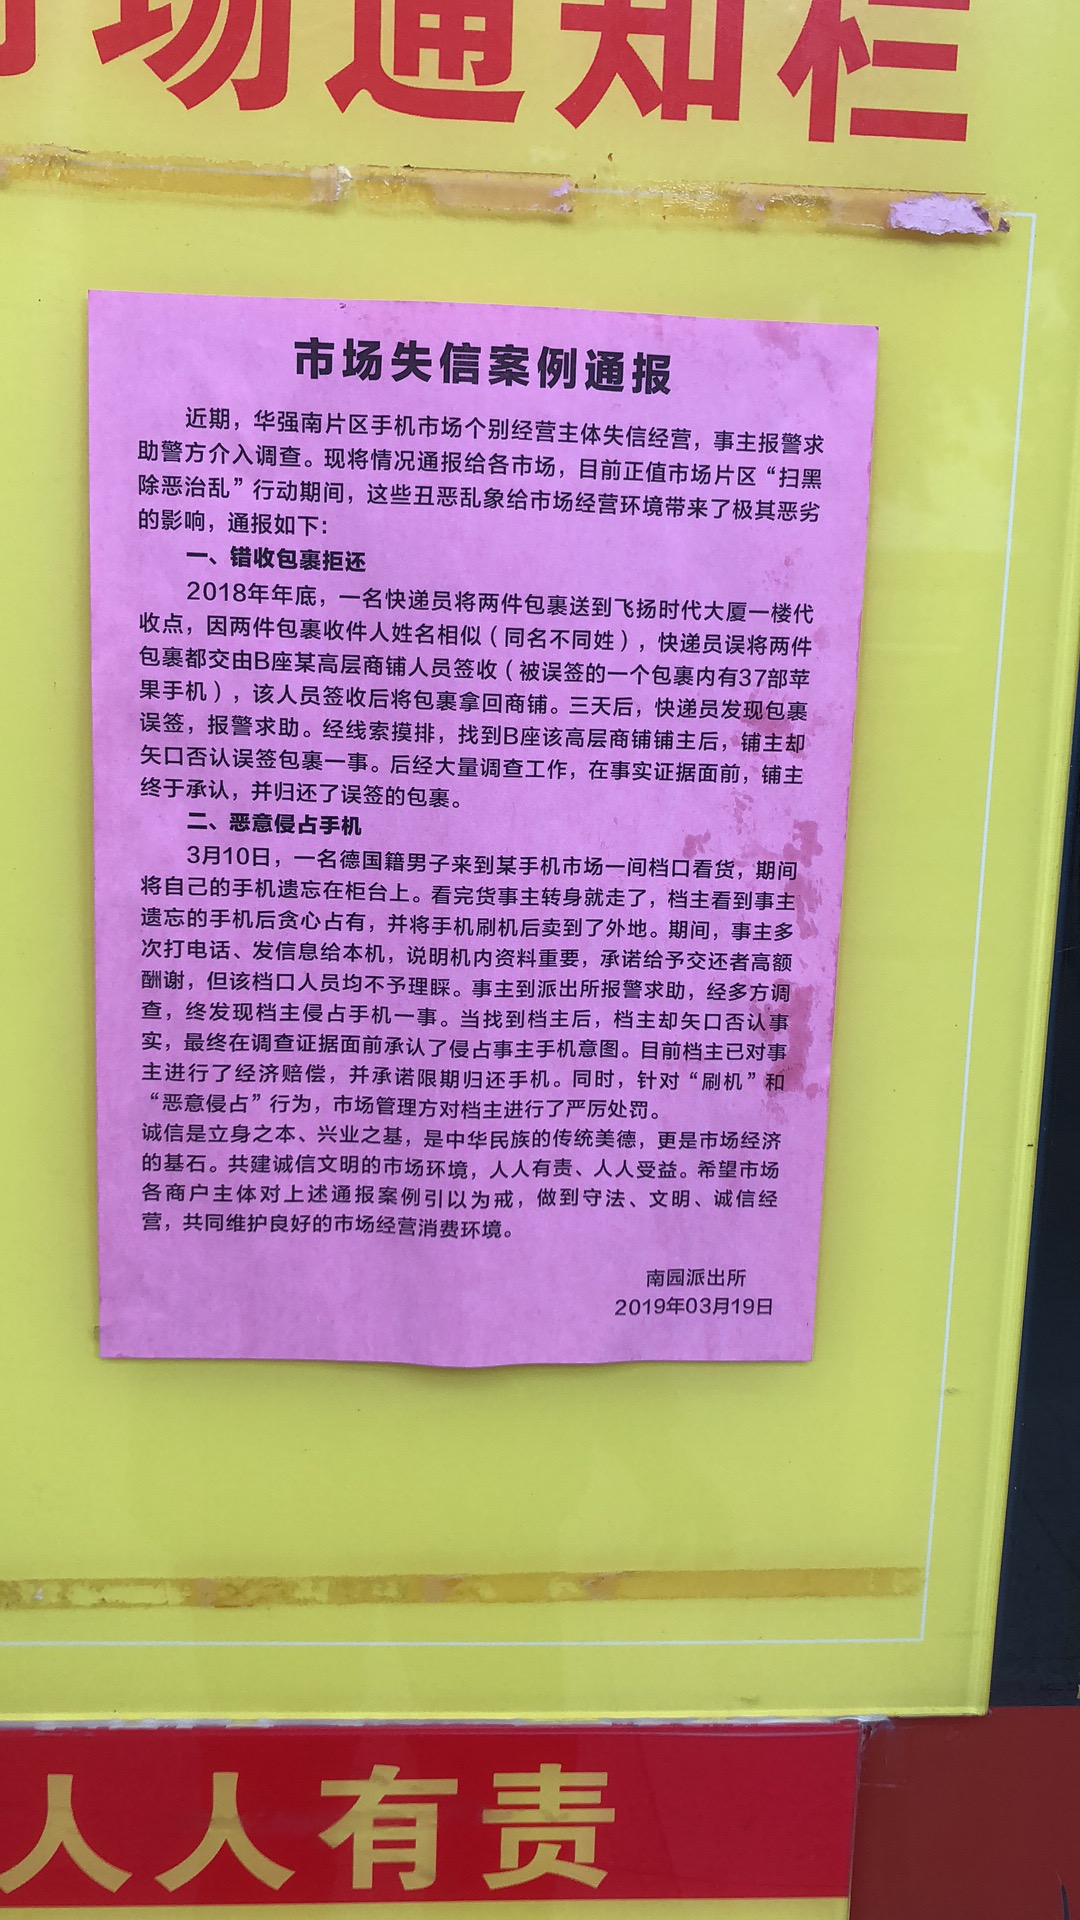 市场通知栏
市场失信案例通报
近期，华强南片区手机市场个别经营主体失信经营，事主报警求
助警方介入调查。现将情况通报给各市场，目前正值市场片区“扫黑
除恶治乱”行动期间，这些丑恶乱象给市场经营环境带来了极其恶劣
的影响，通报如下：
一、错收包裹拒还
2018年年底，一名快递员将两件包裹送到飞扬时代大厦一楼代
收点，因两件包裹收件人姓名相似（同名不同姓），快递员误将两件
包裹都交由B座某高层商铺人员签收（被误签的一个包裹内有37部苹
果手机），该人员签收后将包裹拿回商铺。三天后，快递员发现包裹
误签，报警求助。经线索摸排，找到B座该高层商铺铺主后，铺主却
矢口否认误签包裹一事。后经大量调查工作，在事实证据面前，铺主
终于承认，并归还了误签的包裹。
二、恶意侵占手机
3月10日，一名德国籍男子来到某手机市场一间档口看货，期间
将自己的手机遗忘在柜台上。看完货事主转身就走了，档主看到事主
遗忘的手机后贪心占有，并将手机刷机后卖到了外地。期间，事主多
次打电话、发信息给本机，说明机内资料重要，承诺给予交还者高额
酬谢，但该档口人员均不予理睬。事主到派出所报警求助，经多方调
查，终发现档主侵占手机一事。当找到档主后，档主却矢口否认事
实，最终在调查证据面前承认了侵占事主手机意图。目前档主已对事
主进行了经济赔偿，并承诺限期归还手机。同时，针对“刷机”和
“恶意侵占”行为，市场管理方对档主进行了严厉处罚。
诚信是立身之本、兴业之基，是中华民族的传统美德，更是市场经济
的基石。共建诚信文明的市场环境，人人有责、人人受益。希望市场
各商户主体对上述通报案例引以为戒，做到守法、文明、诚信经
营，共同维护良好的市场经营消费环境。
南园派出所
2019年03月19日
人人有责